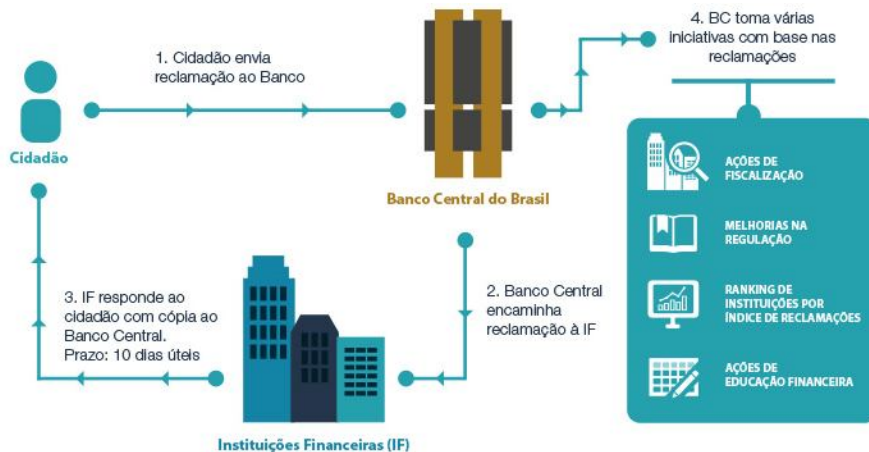 1. Cidadão envia
reclamação ao Banco
Cidadão
Banco Central do Brasil
2. Banco Central
encaminha
reclamação à IF
3. IF responde ao
cidadão com cópia ao
Banco Central.
Prazo: 10 dias úteis
Instituições Financeiras (IF)
4. BC toma várias
iniciativas com base nas
reclamações
AÇÕES DE
FISCALIZAÇÃO
MELHORIAS NA
REGULAÇÃO
RANKING DE
INSTITUIÇÕES POR
ÍNDICE DE RECLAMAÇÕES
AÇÕES DE
EDUCAÇÃO FINANCEIRA